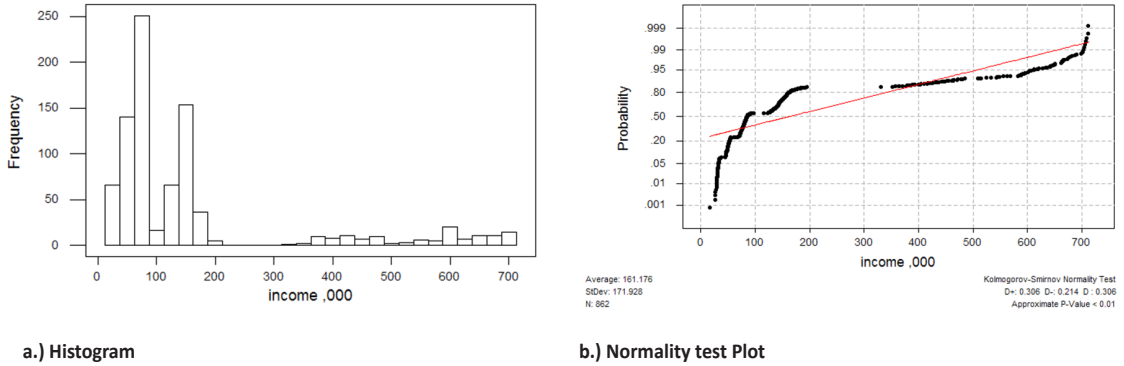 250
200
150
100
50
0
Frequency
0 100 200 300 400 500 600 700
income ,000
.999
.99
.95
.80
.50
.20
.05
.01
.001
Probability
0 100 200 300 400 500 600 700
income ,000
Average: 161.176
StDev: 171.928
N: 862
Kolmogorov-Smirnov Normality Test
D+: 0.306 D-: 0.214 D : 0.306
Approximate P-Value < 0.01
a.) Histogram
b.) Normality test Plot